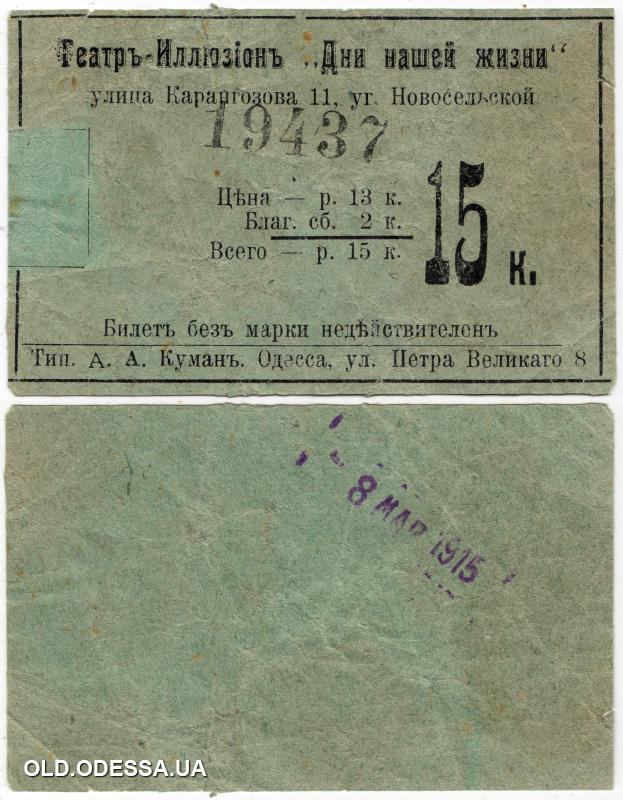 Театръ-Иллюзіонъ „Дни нашей жизни“
улица Карангозова 11, уг. Новосельской
19437
Цѣна — р. 13 к.
Благ. сб. 2 к.
Всего — р. 15 к.
15 к.
Билетъ безъ марки недѣйствителенъ
Тип. А. А. Куманъ. Одесса, ул. Петра Великаго 8
8 МАР 1915
OLD.ODESSA.UA